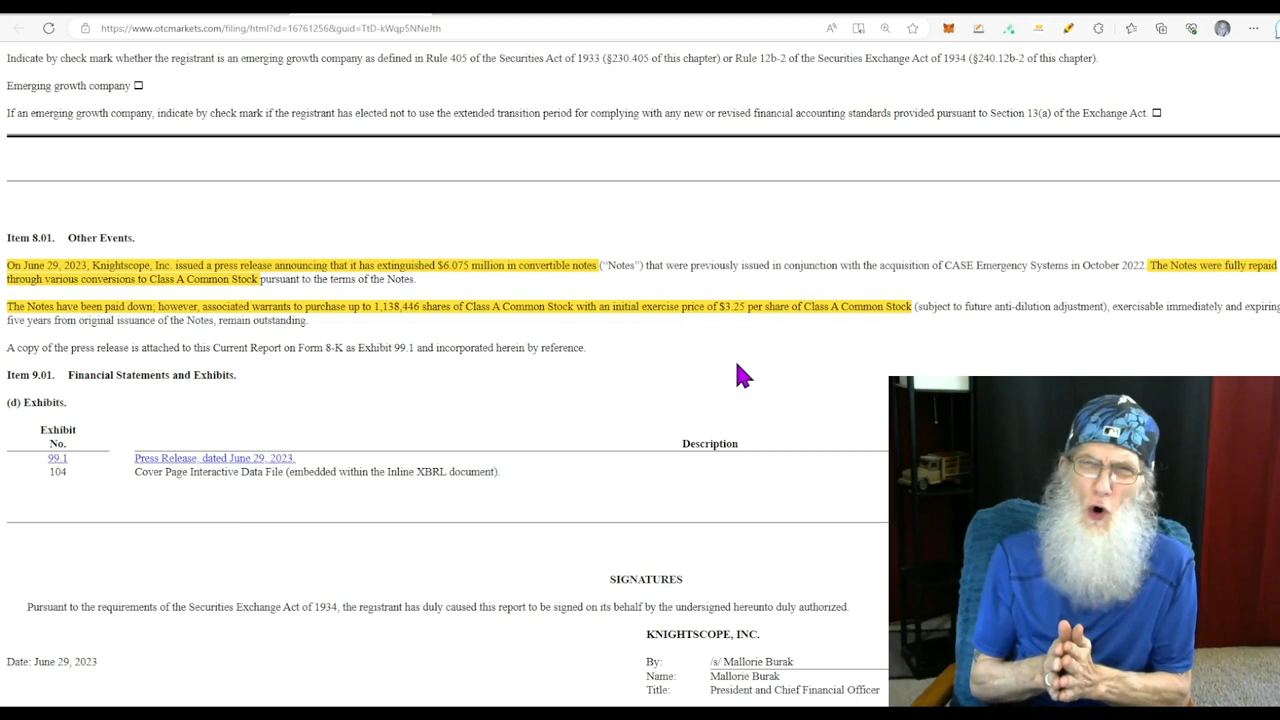 https://www.otcmarkets.com/filing/html?id=16761256&guid=TtD-kWqp5NNeJth
Indicate by check mark whether the registrant is an emerging growth company as defined in Rule 405 of the Securities Act of 1933 (§230.405 of this chapter) or Rule 12b-2 of the Securities Exchange Act of 1934 (§240.12b-2 of this chapter).
Emerging growth company ☐
If an emerging growth company, indicate by check mark if the registrant has elected not to use the extended transition period for complying with any new or revised financial accounting standards provided pursuant to Section 13(a) of the Exchange Act. ☐
Item 8.01. Other Events.
On June 29, 2023, Knightscope, Inc. issued a press release announcing that it has extinguished $6.075 million in convertible notes (“Notes”) that were previously issued in conjunction with the acquisition of CASE Emergency Systems in October 2022. The Notes were fully repaid
through various conversions to Class A Common Stock pursuant to the terms of the Notes.
The Notes have been paid down; however, associated warrants to purchase up to 1,138,446 shares of Class A Common Stock with an initial exercise price of $3.25 per share of Class A Common Stock (subject to future anti-dilution adjustment), exercisable immediately and expiring
five years from original issuance of the Notes, remain outstanding.
A copy of the press release is attached to this Current Report on Form 8-K as Exhibit 99.1 and incorporated herein by reference.
Item 9.01. Financial Statements and Exhibits.
(d) Exhibits.
Exhibit
No. Description
99.1 Press Release, dated June 29, 2023.
104 Cover Page Interactive Data File (embedded within the Inline XBRL document).
SIGNATURES
Pursuant to the requirements of the Securities Exchange Act of 1934, the registrant has duly caused this report to be signed on its behalf by the undersigned hereunto duly authorized.
KNIGHTSCOPE, INC.
Date: June 29, 2023 By: /s/ Mallorie Burak
Name: Mallorie Burak
Title: President and Chief Financial Officer